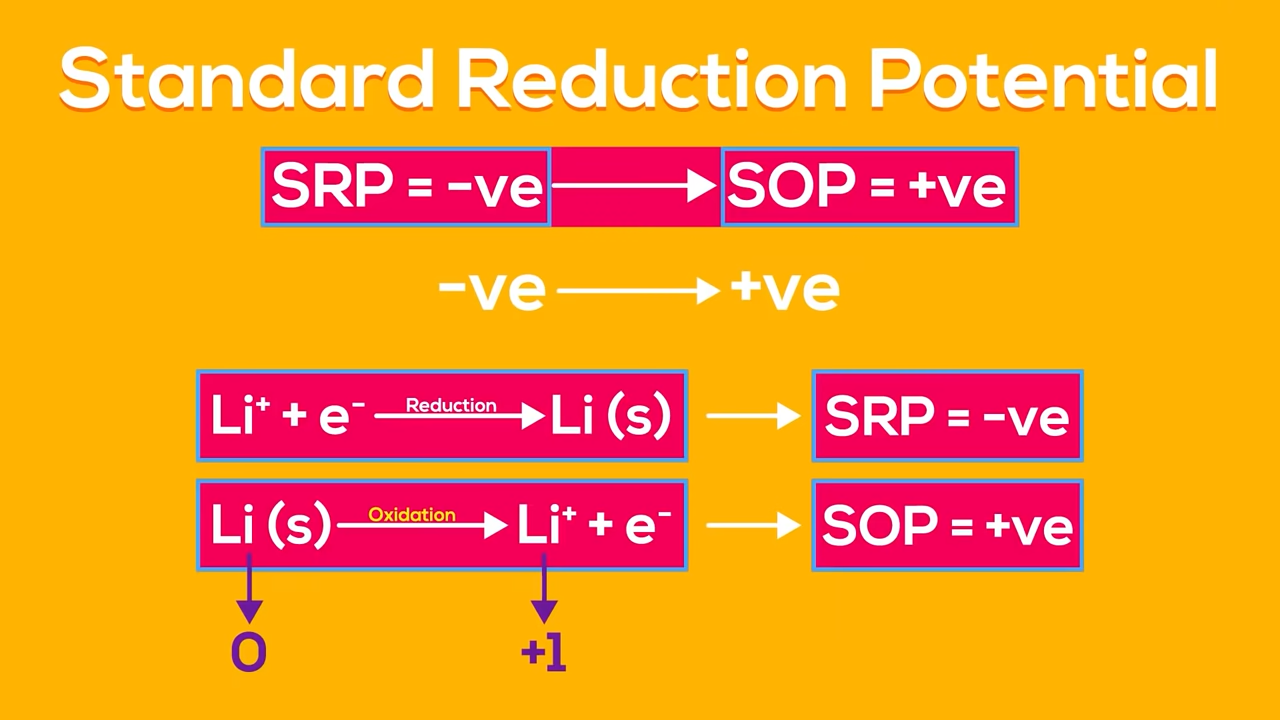 Standard Reduction Potential
SRP = -ve → SOP = +ve
-ve → +ve
Li⁺ + e⁻ Reduction → Li (s) → SRP = -ve
Li (s) Oxidation → Li⁺ + e⁻ → SOP = +ve
0 +1